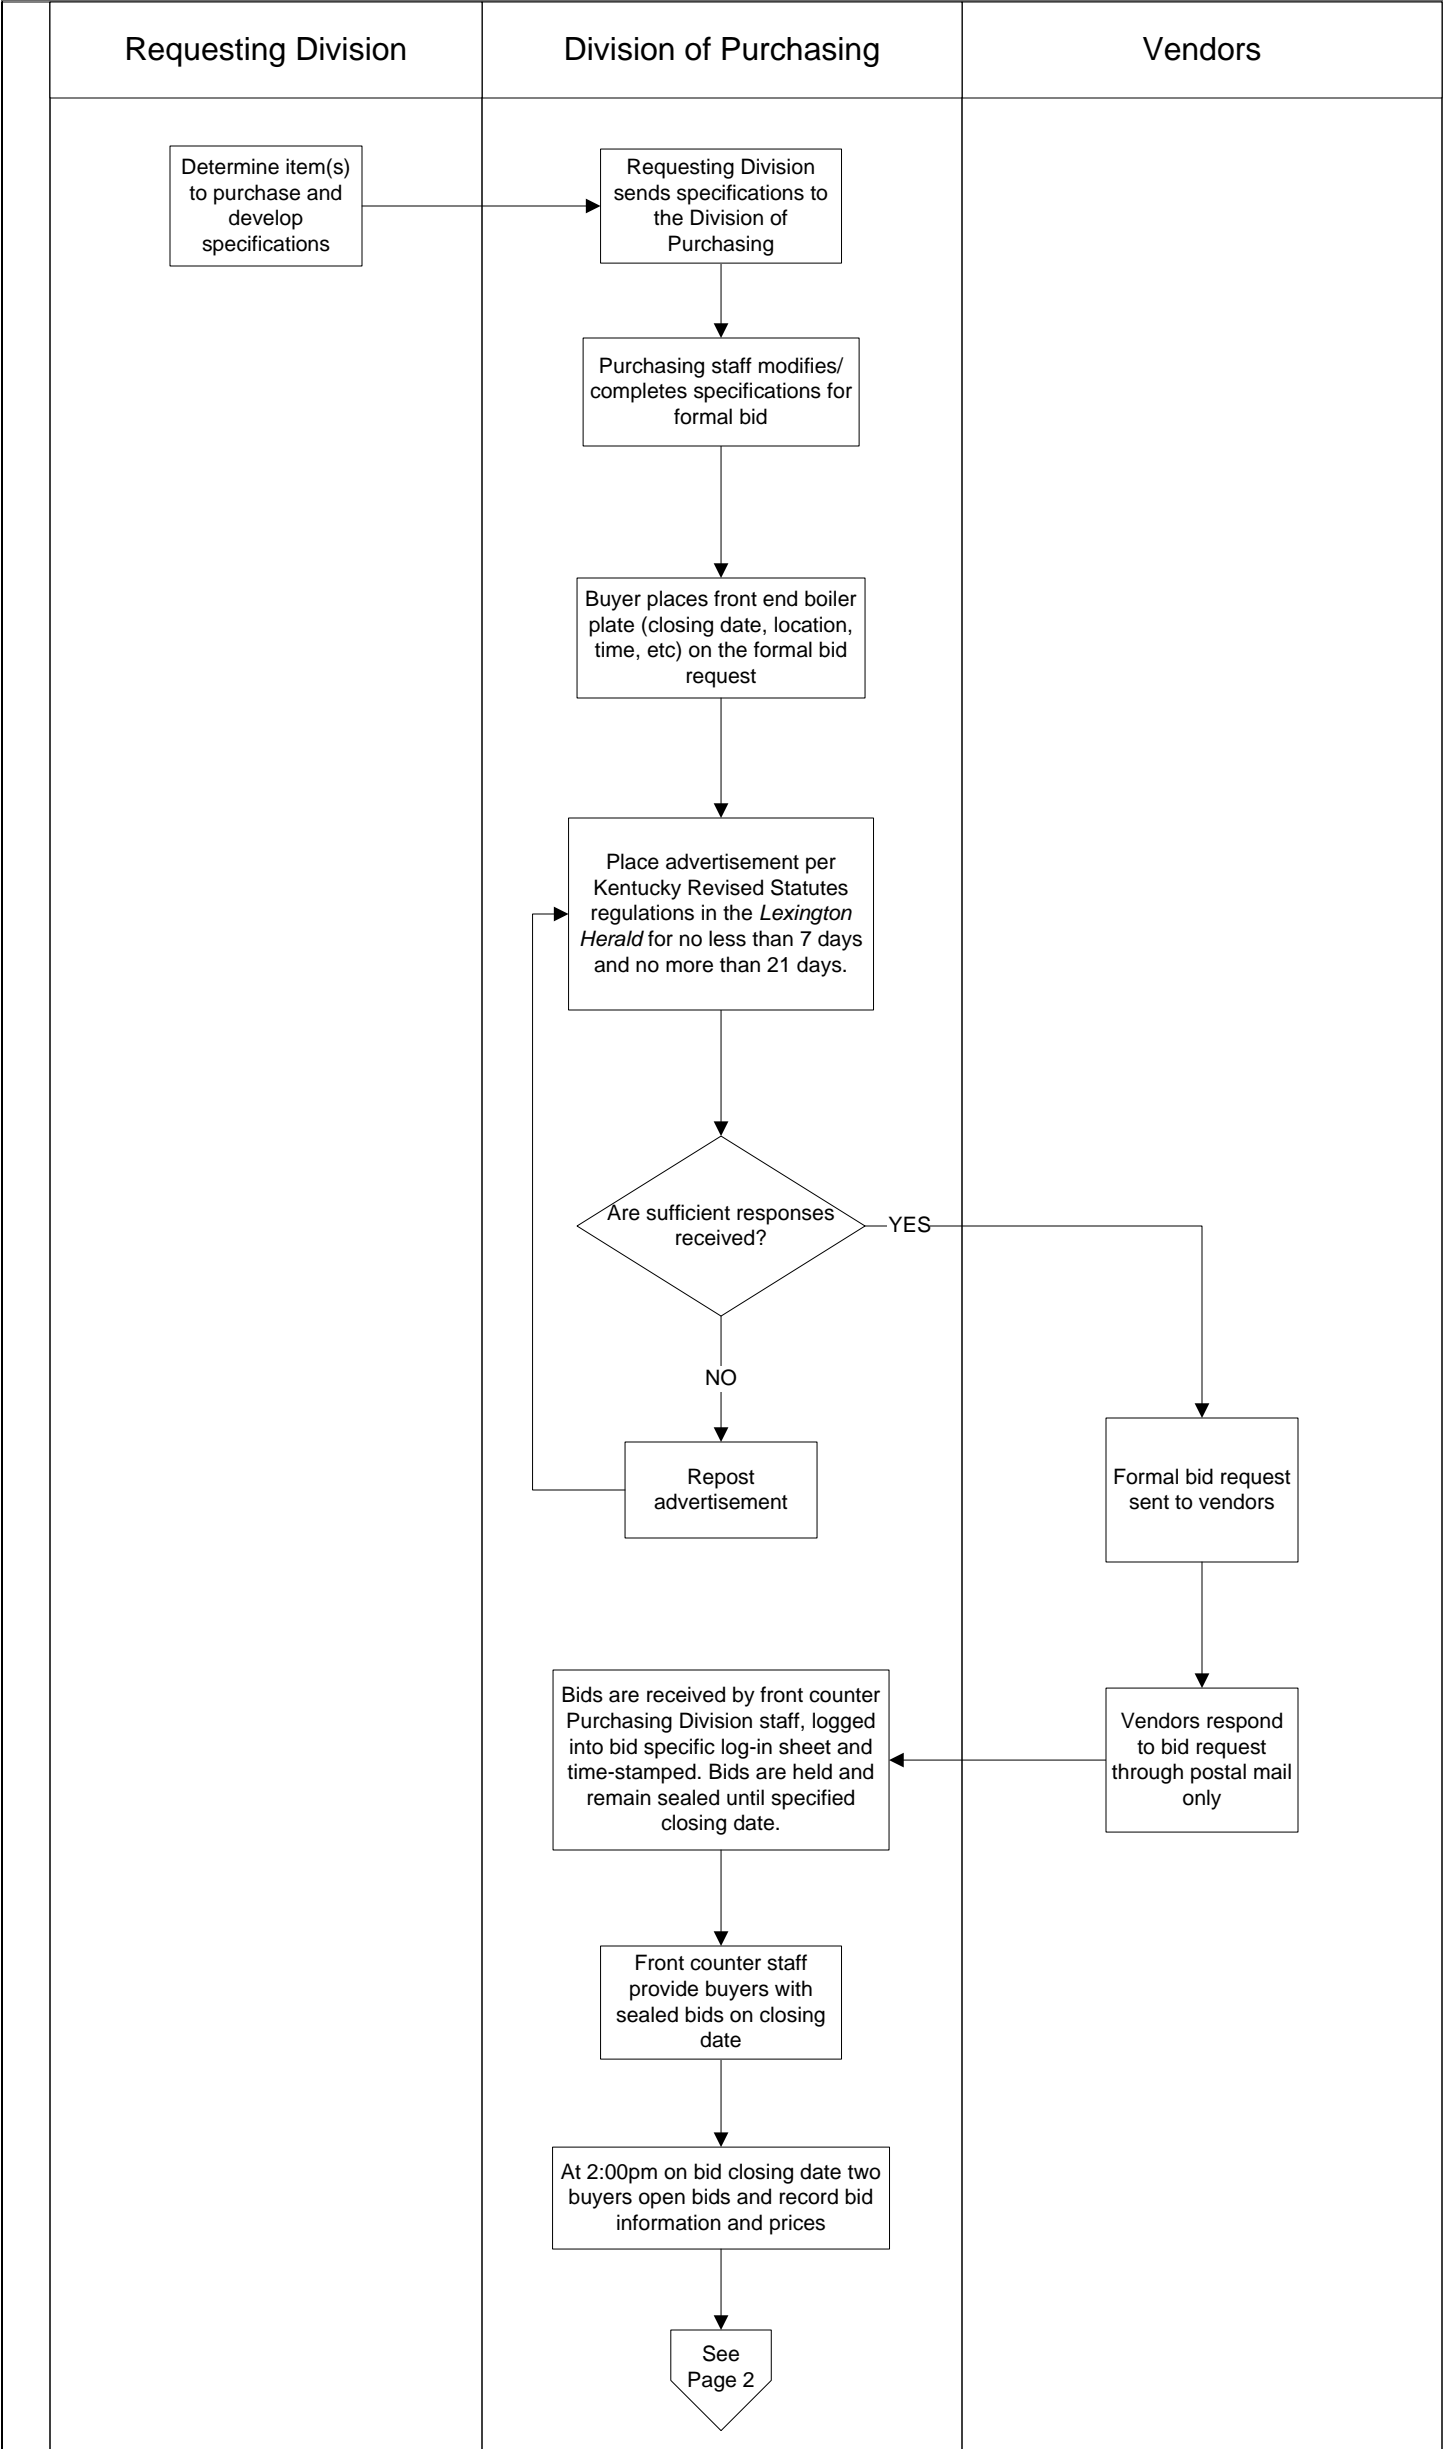 Requesting Division
Division of Purchasing
Vendors
Determine item(s)
to purchase and
develop
specifications
Requesting Division
sends specifications to
the Division of
Purchasing
Purchasing staff modifies/
completes specifications for
formal bid
Buyer places front end boiler
plate (closing date, location,
time, etc) on the formal bid
request
Place advertisement per
Kentucky Revised Statutes
regulations in the Lexington
Herald for no less than 7 days
and no more than 21 days.
Are sufficient responses
received?
YES
NO
Repost
advertisement
Formal bid request
sent to vendors
Vendors respond
to bid request
through postal mail
only
Bids are received by front counter
Purchasing Division staff, logged
into bid specific log-in sheet and
time-stamped. Bids are held and
remain sealed until specified
closing date.
Front counter staff
provide buyers with
sealed bids on closing
date
At 2:00pm on bid closing date two
buyers open bids and record bid
information and prices
See
Page 2